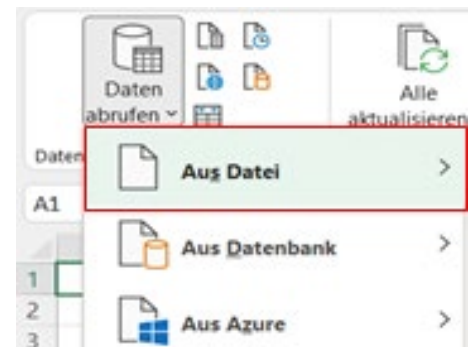 Daten
abrufen
Alle
aktualisieren
Daten
Aus Datei
A1
Aus Datenbank
1
2
Aus Azure
3